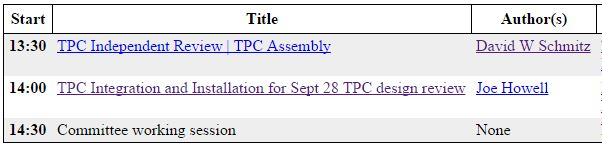 Start Title Author(s)
13:30 TPC Independent Review | TPC Assembly David W Schmitz
14:00 TPC Integration and Installation for Sept 28 TPC design review Joe Howell
14:30 Committee working session None